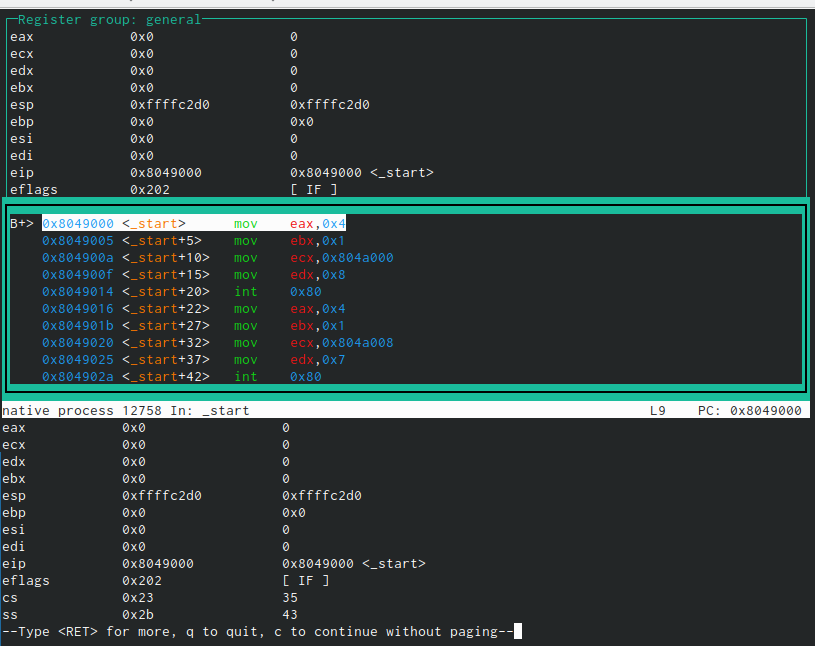 Register group: general
eax 0x0 0
ecx 0x0 0
edx 0x0 0
ebx 0x0 0
esp 0xffffc2d0 0xffffc2d0
ebp 0x0 0x0
esi 0x0 0
edi 0x0 0
eip 0x8049000 0x8049000 <_start>
eflags 0x202 [ IF ]
B+> 0x8049000 <_start> mov eax,0x4
0x8049005 <_start+5> mov ebx,0x1
0x804900a <_start+10> mov ecx,0x804a000
0x804900f <_start+15> mov edx,0x8
0x8049014 <_start+20> int 0x80
0x8049016 <_start+22> mov eax,0x4
0x804901b <_start+27> mov ebx,0x1
0x8049020 <_start+32> mov ecx,0x804a008
0x8049025 <_start+37> mov edx,0x7
0x804902a <_start+42> int 0x80
native process 12758 In: _start L9 PC: 0x8049000
eax 0x0 0
ecx 0x0 0
edx 0x0 0
ebx 0x0 0
esp 0xffffc2d0 0xffffc2d0
ebp 0x0 0x0
esi 0x0 0
edi 0x0 0
eip 0x8049000 0x8049000 <_start>
eflags 0x202 [ IF ]
cs 0x23 35
ss 0x2b 43
--Type <RET> for more, q to quit, c to continue without paging--